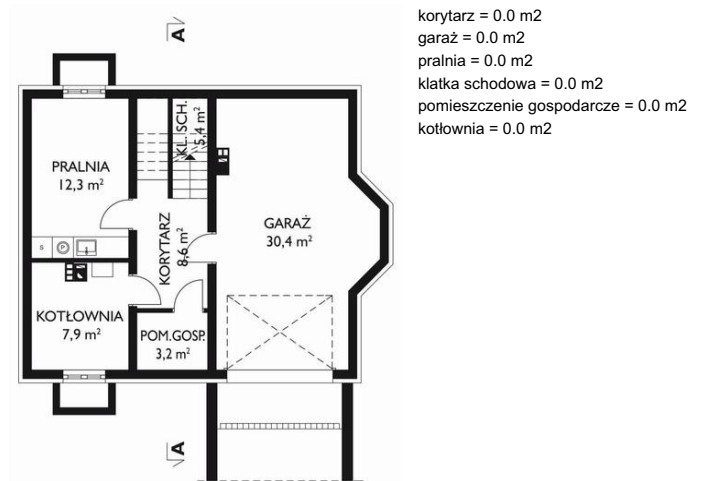 A
korytarz = 0.0 m2
garaż = 0.0 m2
pralnia = 0.0 m2
klatka schodowa = 0.0 m2
pomieszczenie gospodarcze = 0.0 m2
kotłownia = 0.0 m2
KL. SCH.
5,4 m²
PRALNIA
12,3 m²
GARAŻ
30,4 m²
KORYTARZ
8,6 m²
S
P
KOTŁOWNIA
7,9 m²
POM.GOSP.
3,2 m²
A